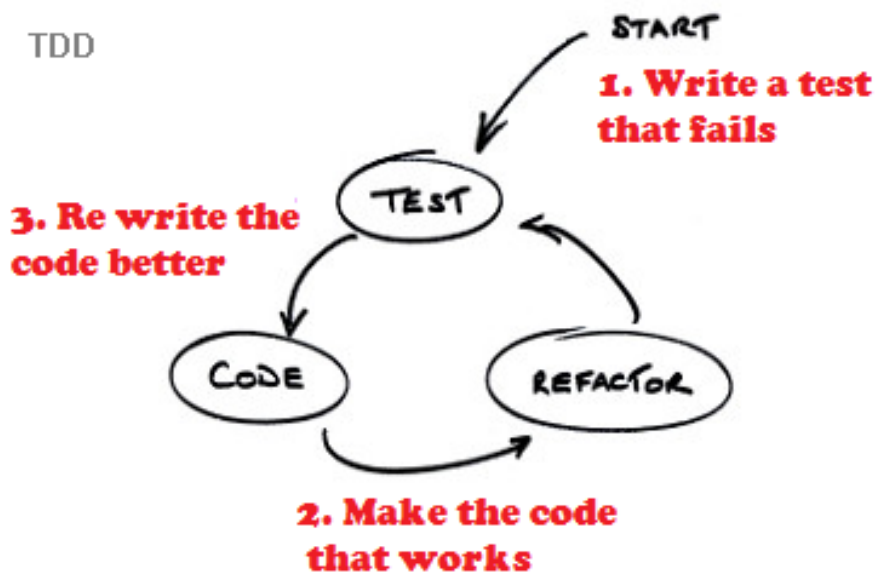 TDD
START
1. Write a test
that fails
TEST
3. Re write the
code better
CODE
REFACTOR
2. Make the code
that works